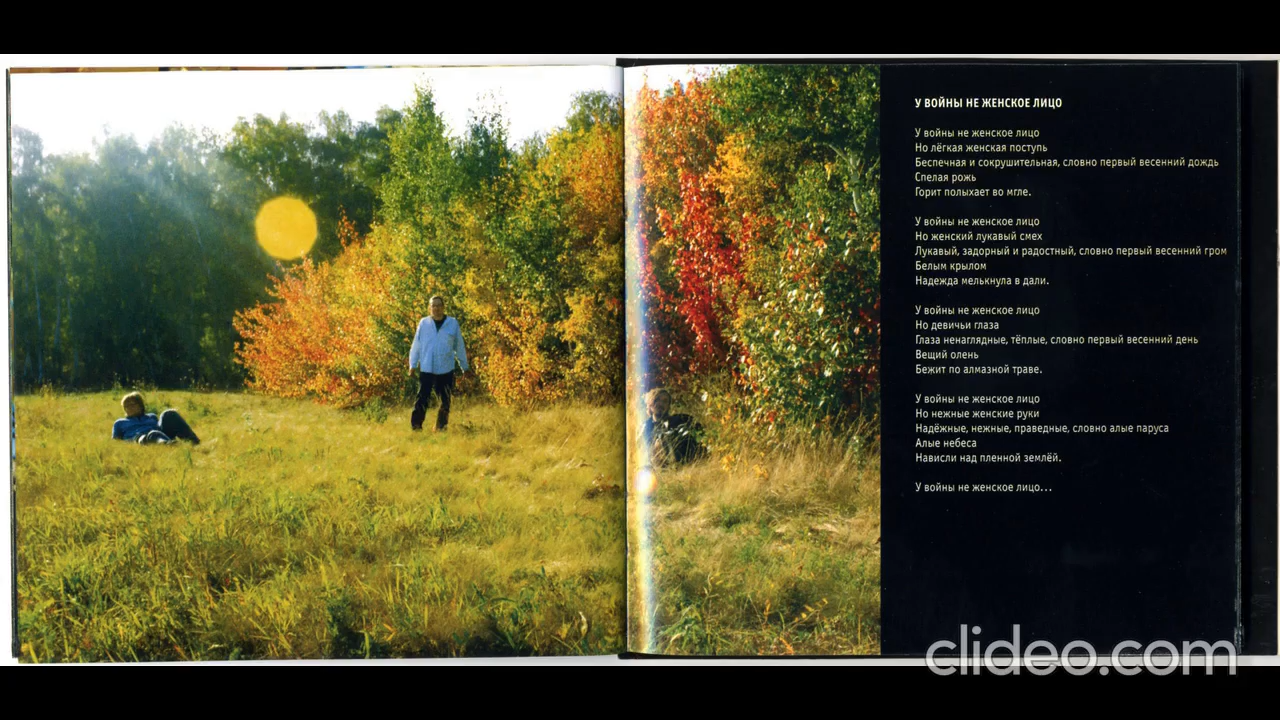 У ВОЙНЫ НЕ ЖЕНСКОЕ ЛИЦО
У войны не женское лицо
Но лёгкая женская поступь
Беспечная и сокрушительная, словно первый весенний дождь
Спелая рожь
Горит полыхает во мгле.
У войны не женское лицо
Но женский лукавый смех
Лукавый, задорный и радостный, словно первый весенний гром
Белым крылом
Надежда мелькнула в дали.
У войны не женское лицо
Но девичьи глаза
Глаза ненаглядные, тёплые, словно первый весенний день
Вещий олень
Бежит по алмазной траве.
У войны не женское лицо
Но нежные женские руки
Надёжные, нежные, праведные, словно алые паруса
Алые небеса
Нависли над пленной землёй.
У войны не женское лицо...
clideo.com